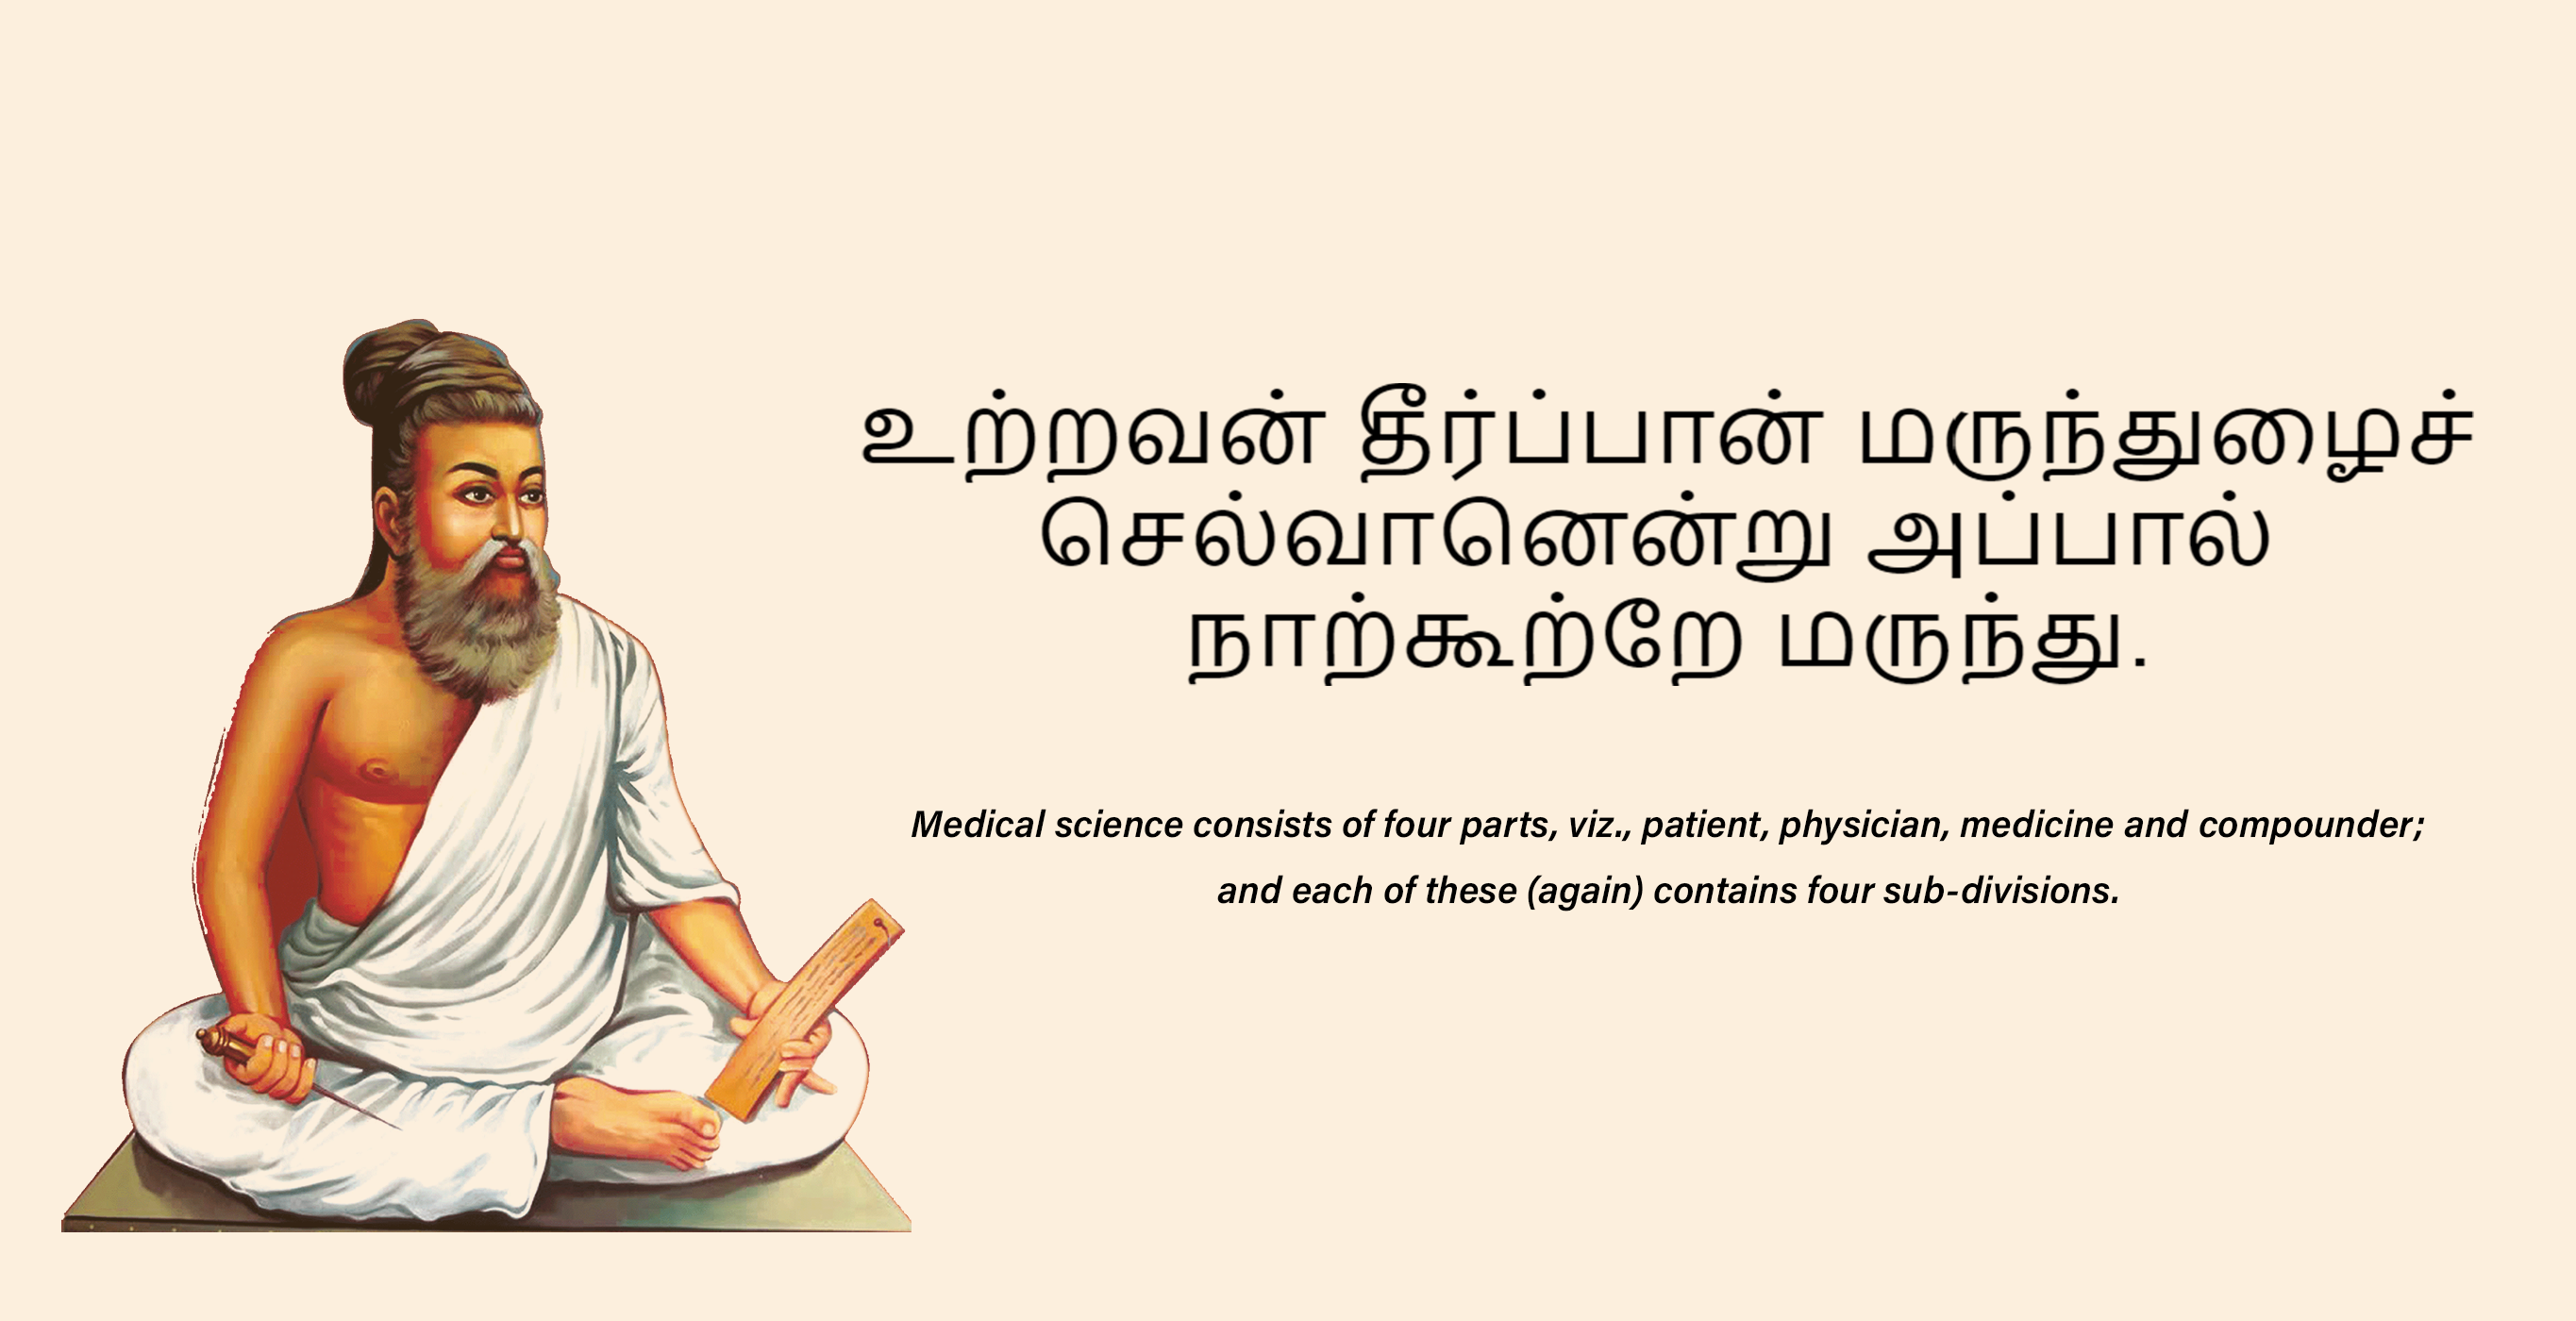 உற்றவன் தீர்ப்பான் மருந்துழைச்
செல்வானென்று அப்பால்
நாற்கூற்றே மருந்து.
Medical science consists of four parts, viz., patient, physician, medicine and compounder;
and each of these (again) contains four sub-divisions.